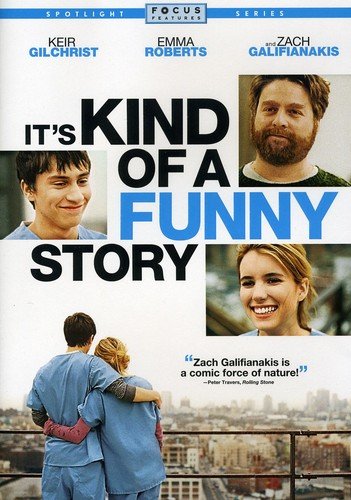 SPOTLIGHT FOCUS FEATURES SERIES
KEIR GILCHRIST
EMMA ROBERTS
and ZACH GALIFIANAKIS
IT'S KIND
OF A
FUNNY
STORY
"Zach Galifianakis is
a comic force of nature!"
—Peter Travers, Rolling Stone